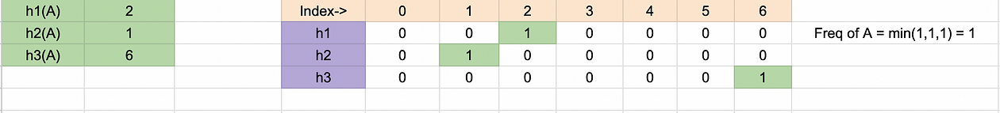 h1(A) 2 Index-> 0 1 2 3 4 5 6
h2(A) 1 h1 0 0 1 0 0 0 0 Freq of A = min(1,1,1) = 1
h3(A) 6 h2 0 1 0 0 0 0 0
h3 0 0 0 0 0 0 1